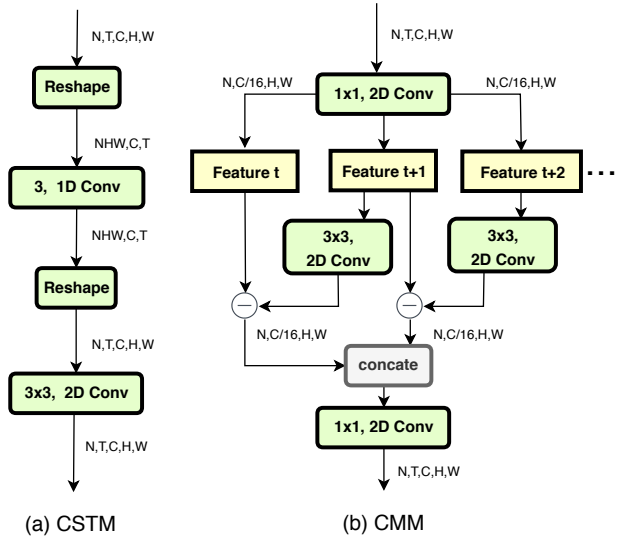 N,T,C,H,W
Reshape
NHW,C,T
3, 1D Conv
NHW,C,T
Reshape
N,T,C,H,W
3x3, 2D Conv
N,T,C,H,W
(a) CSTM
N,T,C,H,W
N,C/16,H,W
1x1, 2D Conv
N,C/16,H,W
Feature t
Feature t+1
Feature t+2
...
3x3,
2D Conv
3x3,
2D Conv
N,C/16,H,W
N,C/16,H,W
concate
1x1, 2D Conv
N,T,C,H,W
(b) CMM